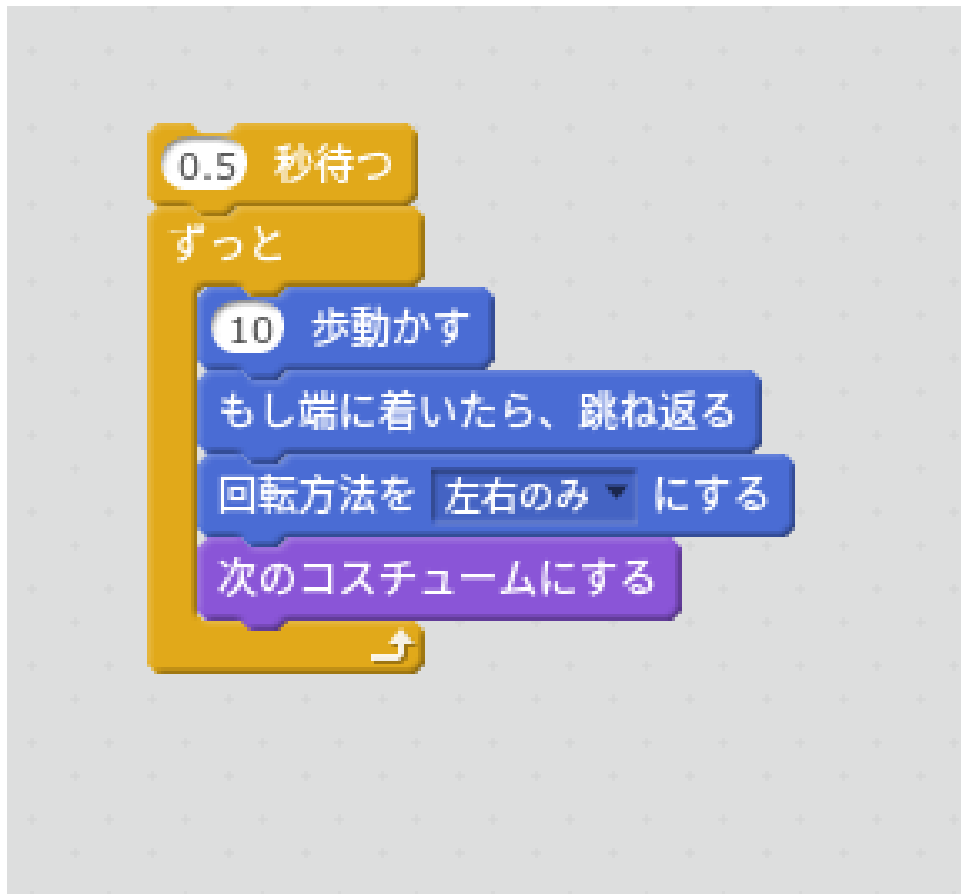 0.5 秒待つ
ずっと
10 歩動かす
もし端に着いたら、跳ね返る
回転方法を 左右のみ にする
次のコスチュームにする